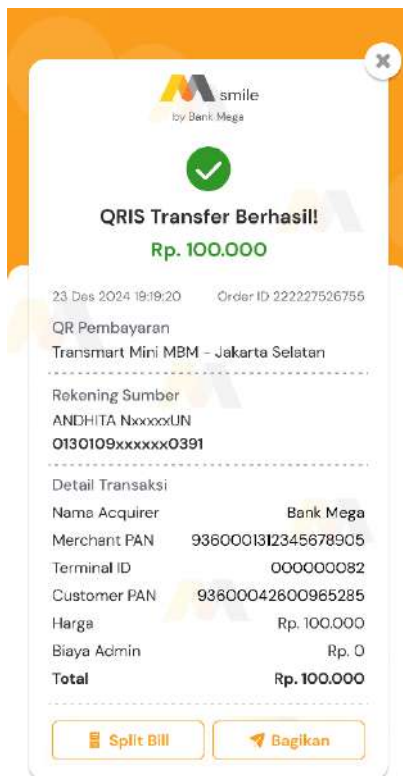 smile
by Bank Mega
QRIS Transfer Berhasil!
Rp. 100.000
23 Des 2024 19:19:20 Order ID 222227526755
QR Pembayaran
Transmart Mini MBM - Jakarta Selatan
Rekening Sumber
ANDHITA NxxxxxUN
0130109xxxxxx0391
Detail Transaksi
Nama Acquirer Bank Mega
Merchant PAN 9360001312345678905
Terminal ID 000000082
Customer PAN 93600042600965285
Harga Rp. 100.000
Biaya Admin Rp. 0
Total Rp. 100.000
Split Bill Bagikan